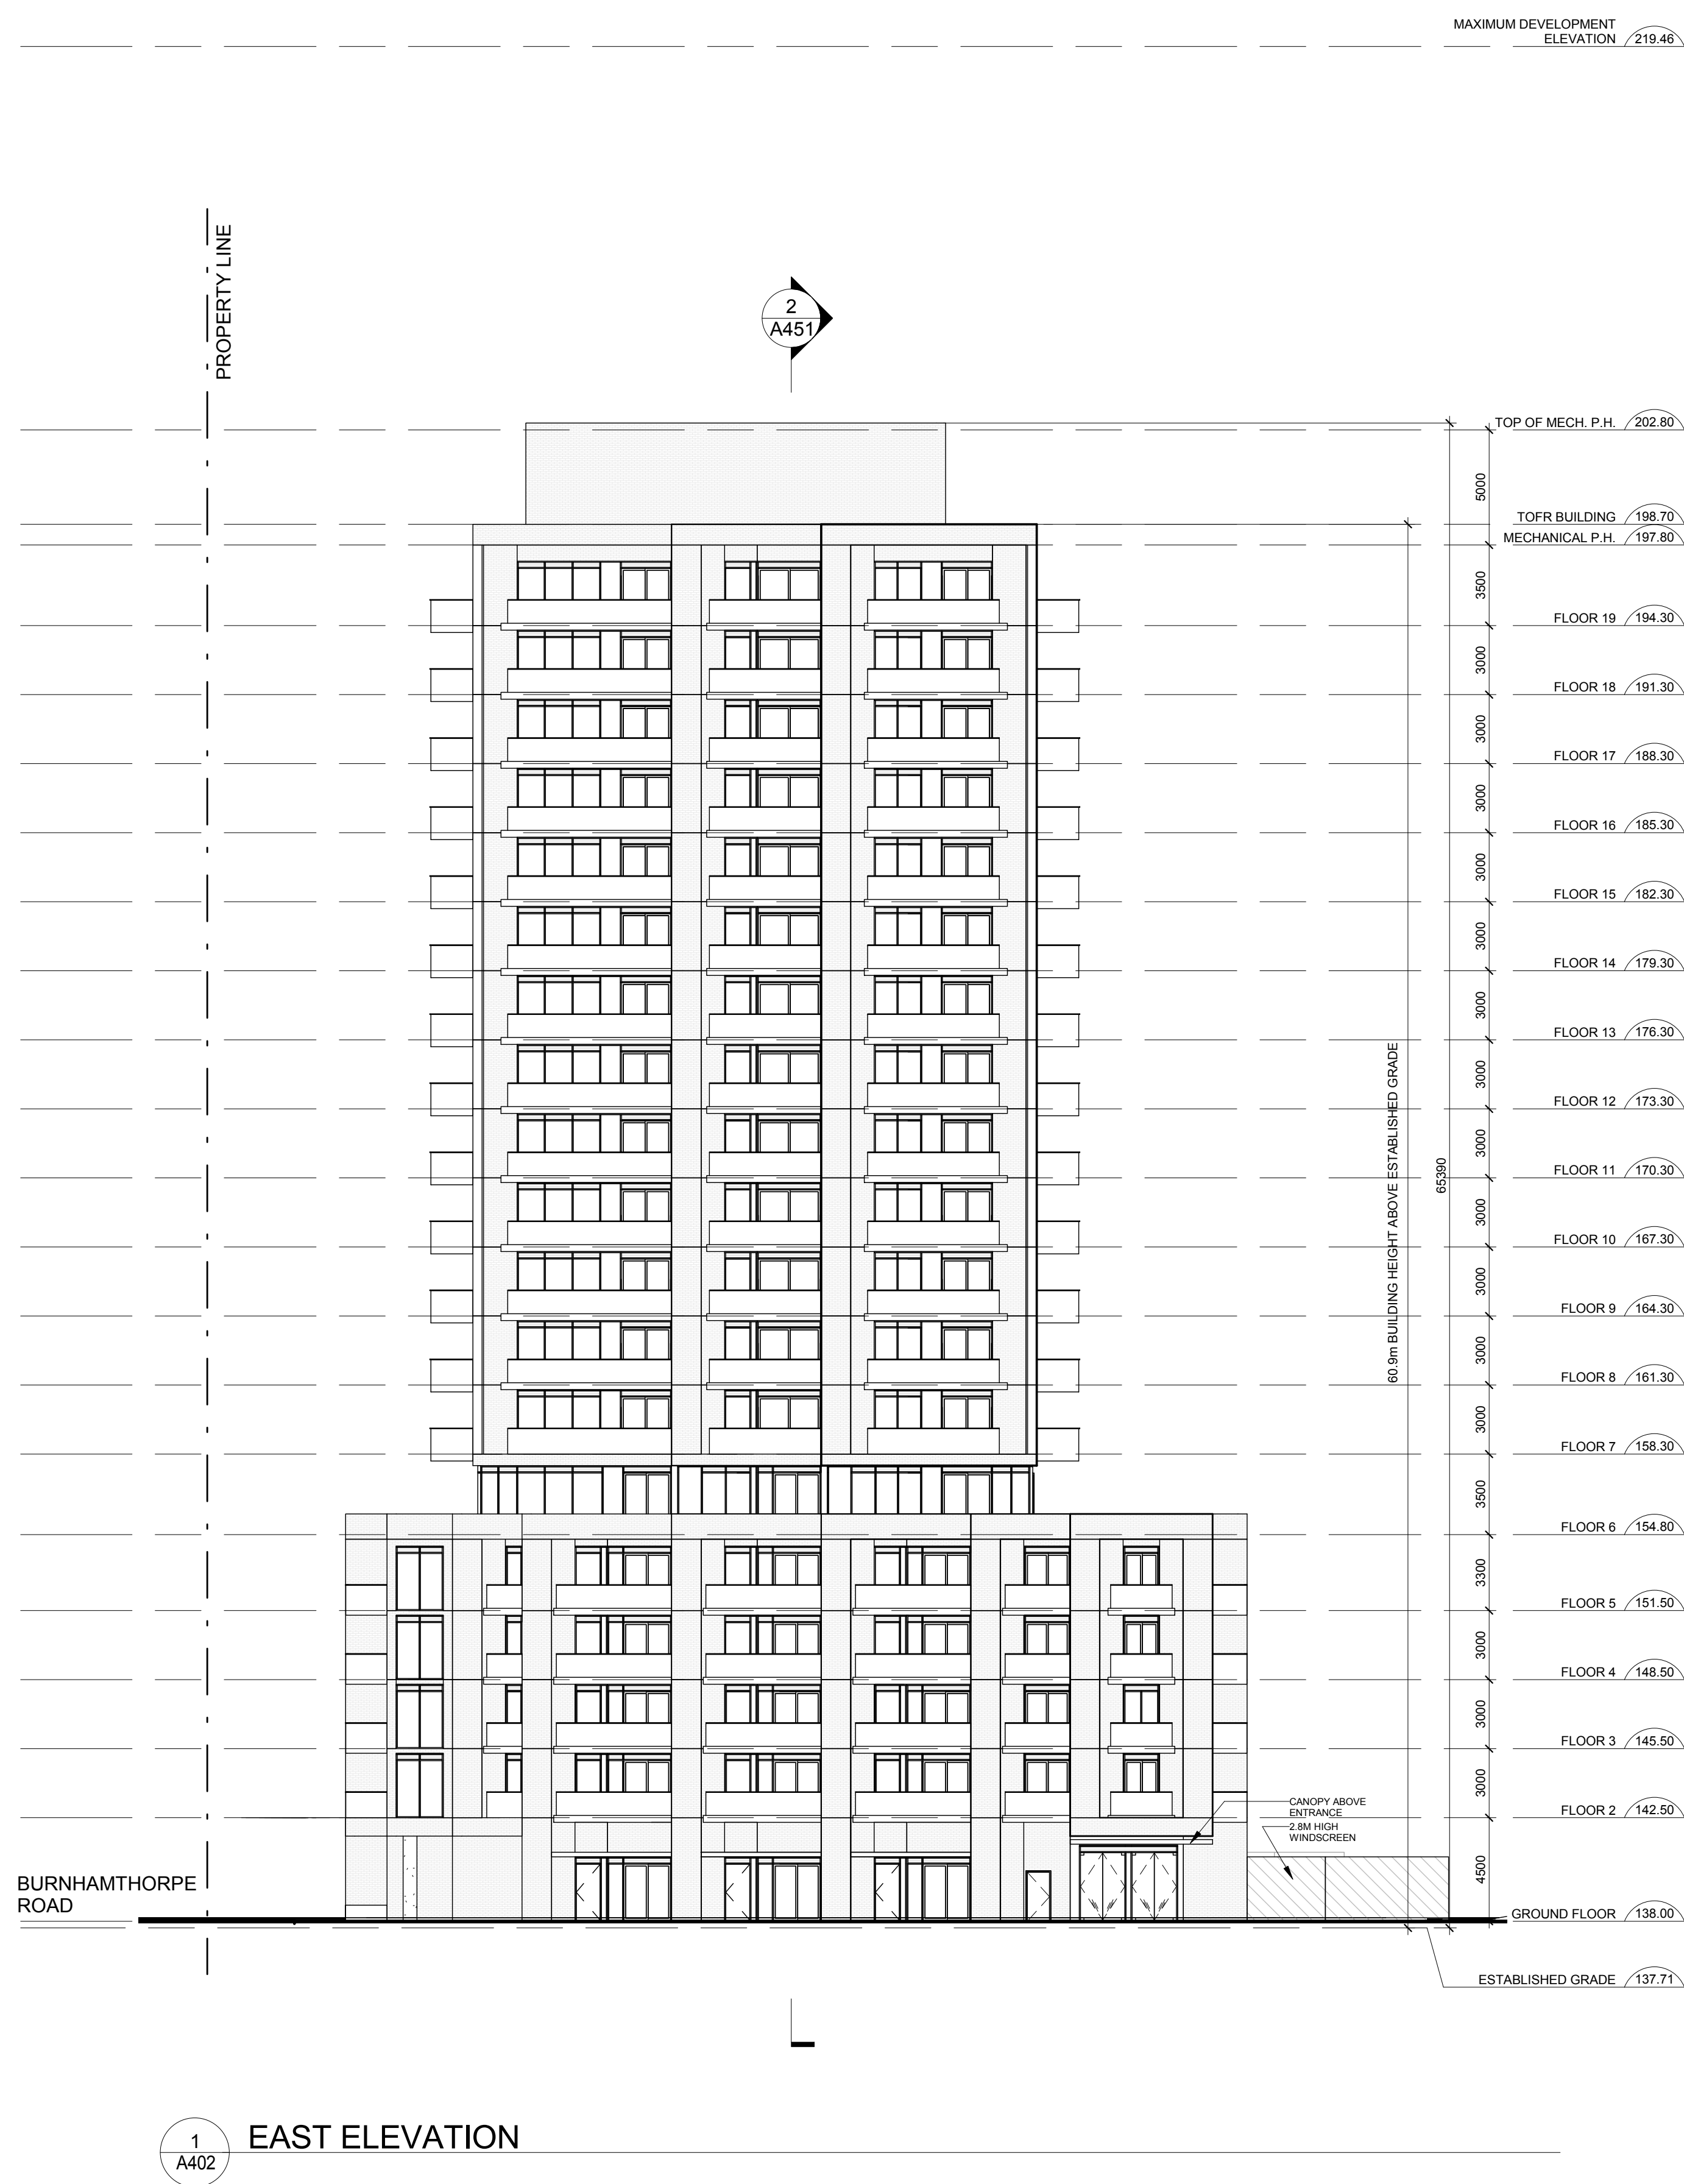 MAXIMUM DEVELOPMENT
ELEVATION 219.46
PROPERTY LINE
2
A451
TOP OF MECH. P.H. 202.80
5000
TOFR BUILDING 198.70
MECHANICAL P.H. 197.80
3500
FLOOR 19 194.30
3000
FLOOR 18 191.30
3000
FLOOR 17 188.30
3000
FLOOR 16 185.30
3000
FLOOR 15 182.30
3000
FLOOR 14 179.30
3000
FLOOR 13 176.30
3000
FLOOR 12 173.30
3000
FLOOR 11 170.30
60.9m BUILDING HEIGHT ABOVE ESTABLISHED GRADE
65390
3000
FLOOR 10 167.30
3000
FLOOR 9 164.30
3000
FLOOR 8 161.30
3000
FLOOR 7 158.30
3500
FLOOR 6 154.80
3300
FLOOR 5 151.50
3000
FLOOR 4 148.50
3000
FLOOR 3 145.50
3000
FLOOR 2 142.50
CANOPY ABOVE
ENTRANCE
2.8M HIGH
WINDSCREEN
4500
BURNHAMTHORPE
ROAD
GROUND FLOOR 138.00
ESTABLISHED GRADE 137.71
1
A402
EAST ELEVATION